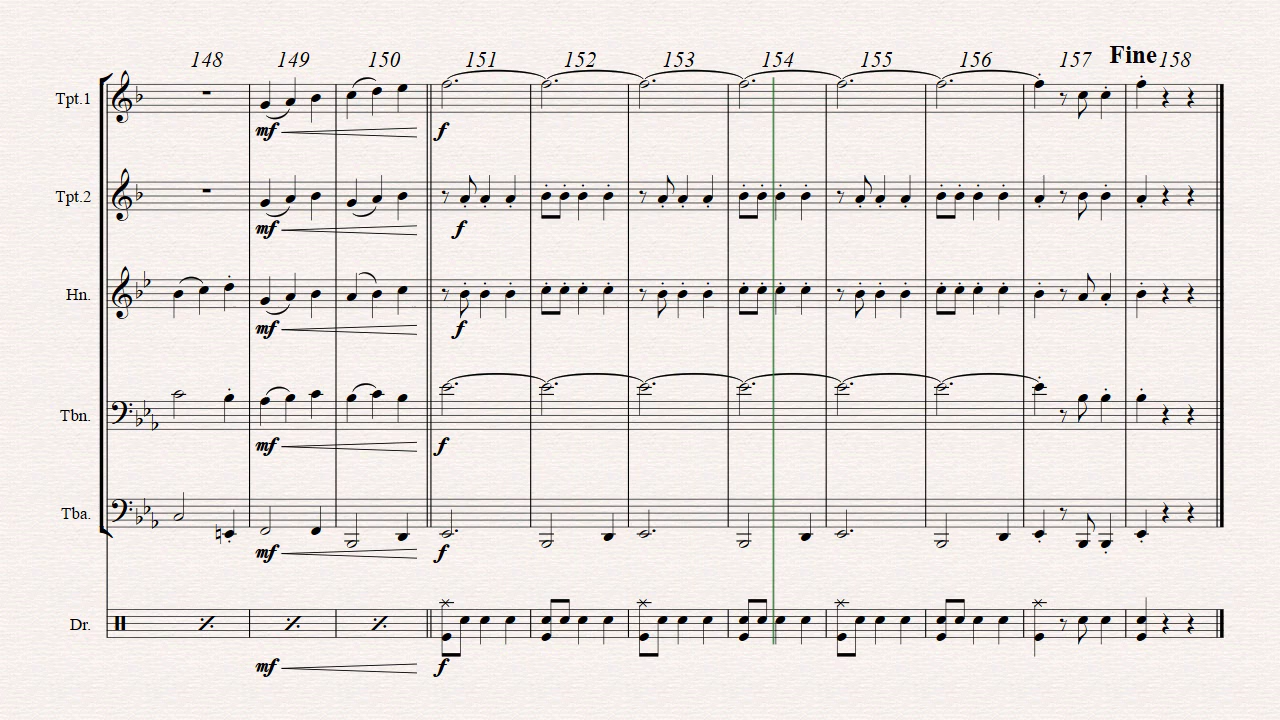 148 149 150 151 152 153 154 155 156 157 Fine 158
Tpt.1
mf f
Tpt.2
mf f
Hn.
mf f
Tbn.
mf f
Tba.
mf f
Dr.
mf f